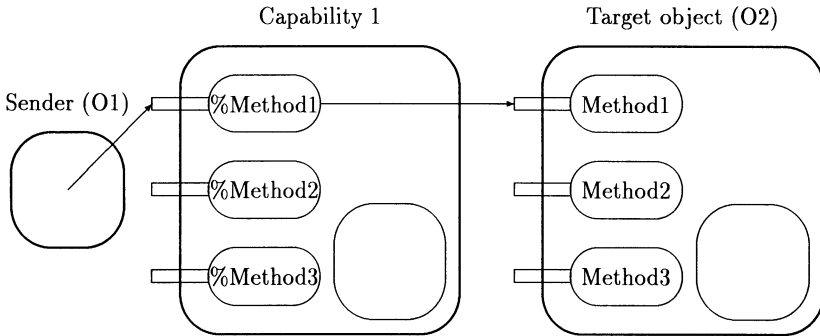 Capability 1
Target object (O2)
Sender (O1)
%Method1
Method1
%Method2
Method2
%Method3
Method3